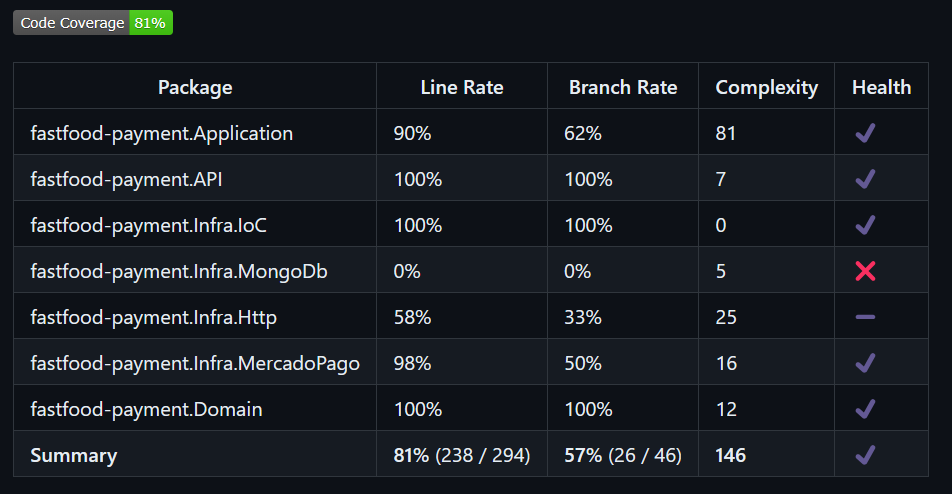 Code Coverage 81%
Package Line Rate Branch Rate Complexity Health
fastfood-payment.Application 90% 62% 81 ✔
fastfood-payment.API 100% 100% 7 ✔
fastfood-payment.Infra.IoC 100% 100% 0 ✔
fastfood-payment.Infra.MongoDb 0% 0% 5 ❌
fastfood-payment.Infra.Http 58% 33% 25 ➖
fastfood-payment.Infra.MercadoPago 98% 50% 16 ✔
fastfood-payment.Domain 100% 100% 12 ✔
Summary 81% (238 / 294) 57% (26 / 46) 146 ✔